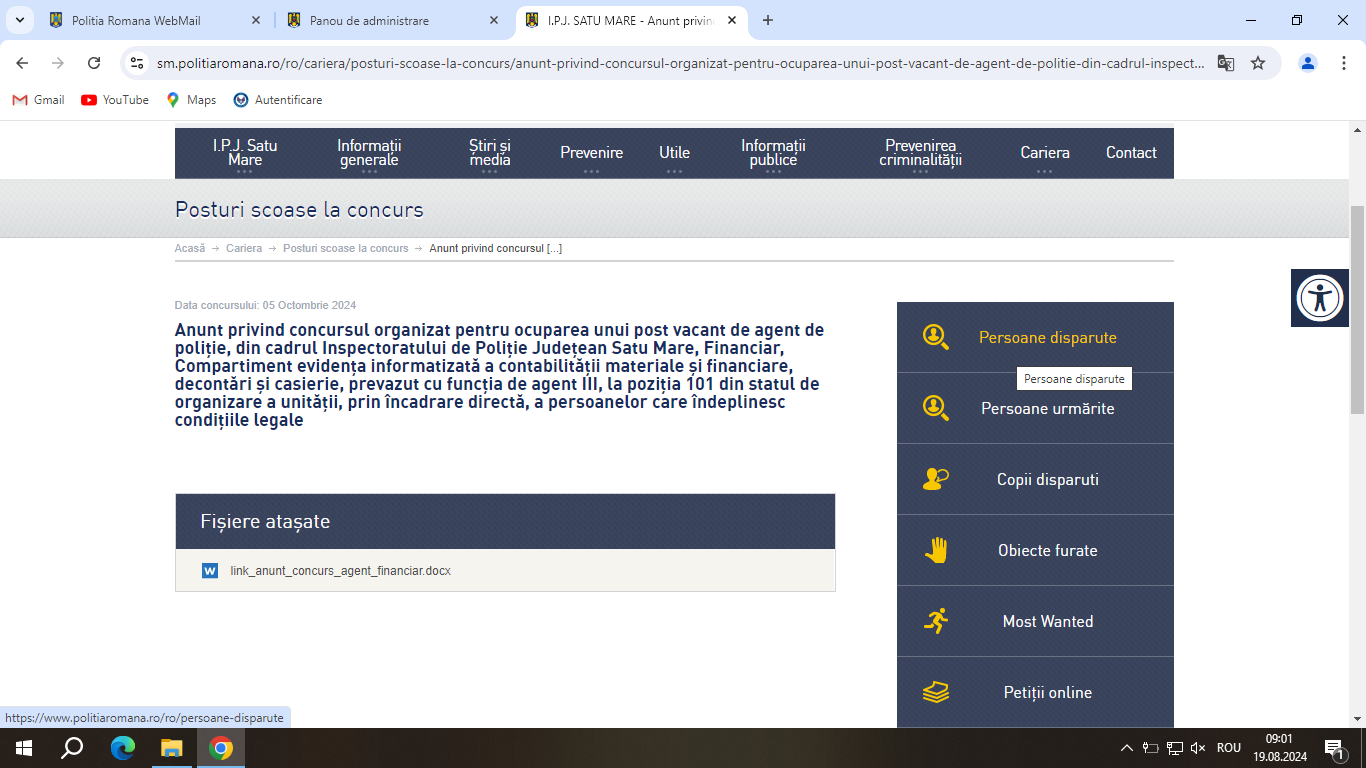 Politia Romana WebMail
Panou de administrare
I.P.J. SATU MARE - Anunt privin
sm.politiaromana.ro/ro/cariera/posturi-scoase-la-concurs/anunt-privind-concursul-organizat-pentru-ocuparea-unui-post-vacant-de-agent-de-politie-din-cadrul-inspect...
Gmail
YouTube
Maps
Autentificare
I.P.J. Satu
Mare
Informații
generale
Știri și
media
Prevenire
Utile
Informații
publice
Prevenirea
criminalității
Cariera
Contact
Posturi scoase la concurs
Acasă → Cariera → Posturi scoase la concurs → Anunt privind concursul [...]
Data concursului: 05 Octombrie 2024
Anunt privind concursul organizat pentru ocuparea unui post vacant de agent de
poliție, din cadrul Inspectoratului de Poliție Județean Satu Mare, Financiar,
Compartiment evidența informatizată a contabilității materiale și financiare,
decontări și casierie, prevazut cu funcția de agent III, la poziția 101 din statul de
organizare a unității, prin încadrare directă, a persoanelor care îndeplinesc
condițiile legale
Fișiere atașate
W link_anunt_concurs_agent_financiar.docx
Persoane disparute
Persoane disparute
Persoane urmărite
Copii disparuti
Obiecte furate
Most Wanted
Petiții online
https://www.politiaromana.ro/ro/persoane-disparute
ROU
09:01
19.08.2024
1